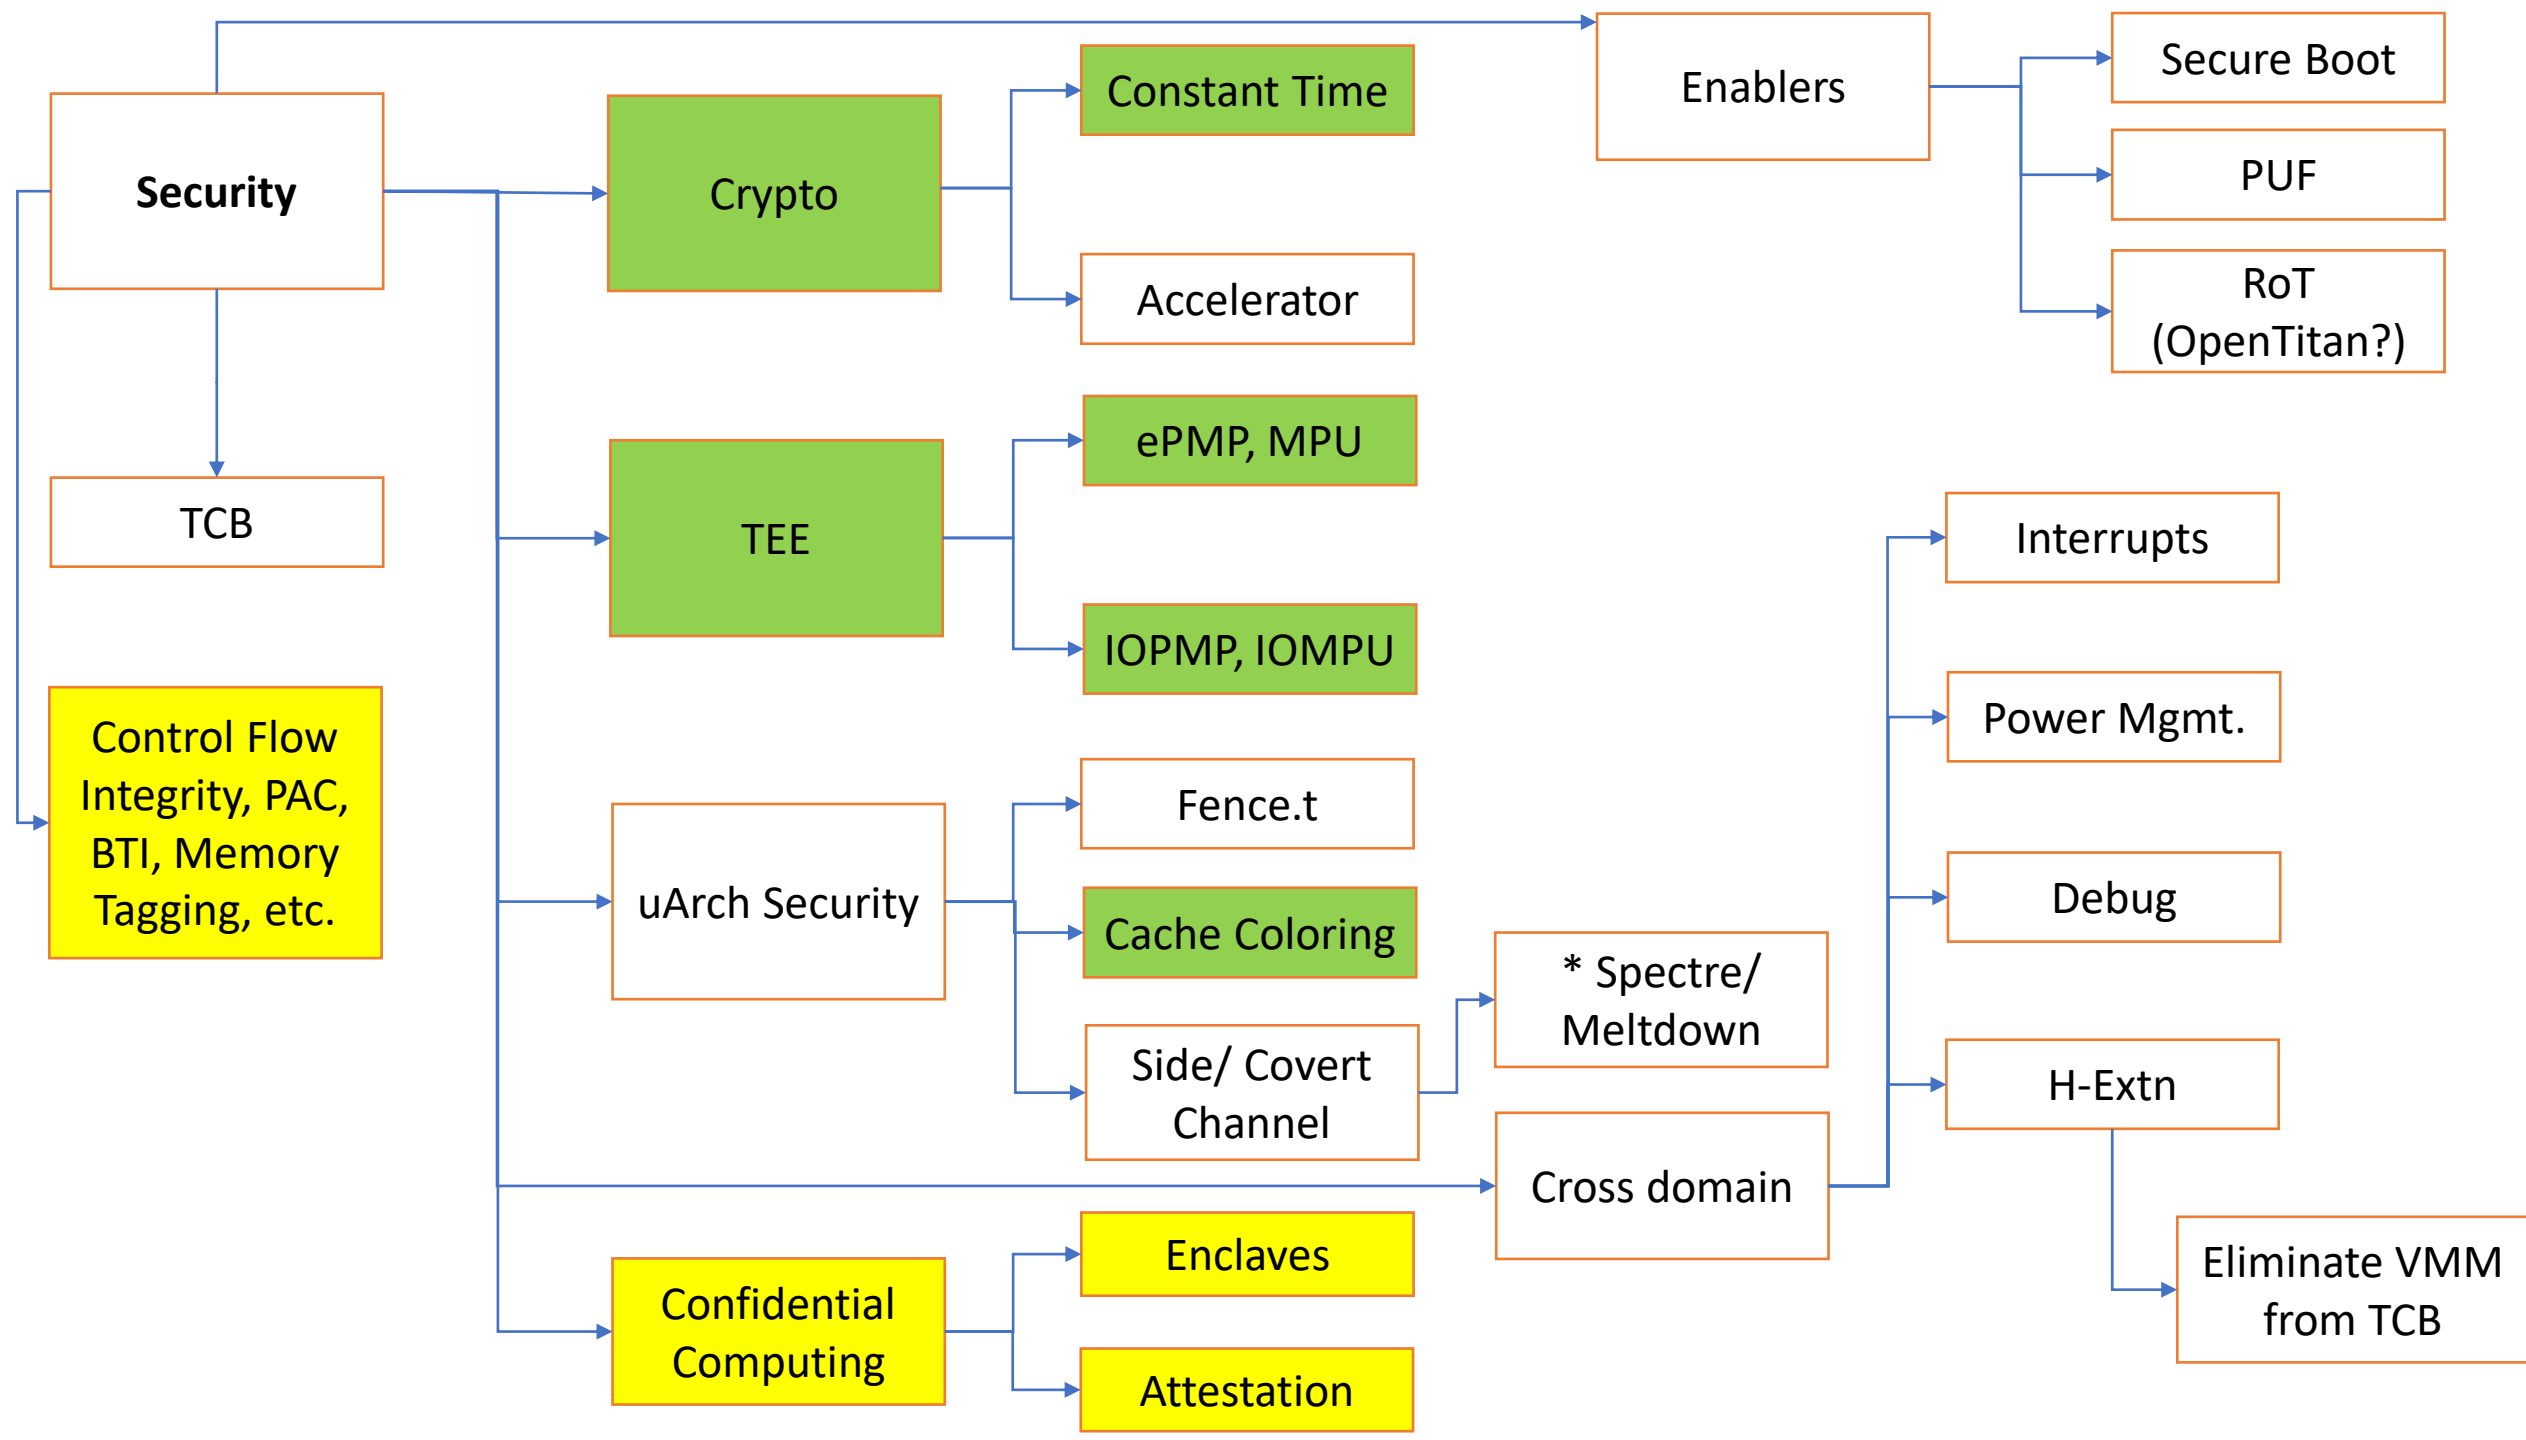 Security
TCB
Control Flow
Integrity, PAC,
BTI, Memory
Tagging, etc.
Crypto
Constant Time
Accelerator
TEE
ePMP, MPU
IOPMP, IOMPU
uArch Security
Fence.t
Cache Coloring
Side/ Covert
Channel
* Spectre/
Meltdown
Confidential
Computing
Enclaves
Attestation
Enablers
Secure Boot
PUF
RoT
(OpenTitan?)
Cross domain
Interrupts
Power Mgmt.
Debug
H-Extn
Eliminate VMM
from TCB